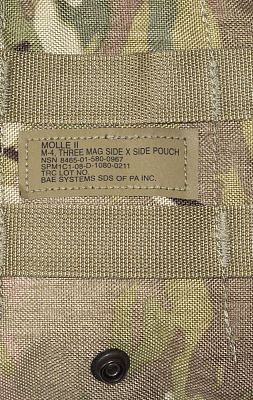 MOLLE II
M-4, THREE MAG SIDE X SIDE POUCH
NSN 8465-01-580-0967
SPM1C1-08-D-1080-0211
TRC LOT NO.
BAE SYSTEMS SDS OF PA INC.